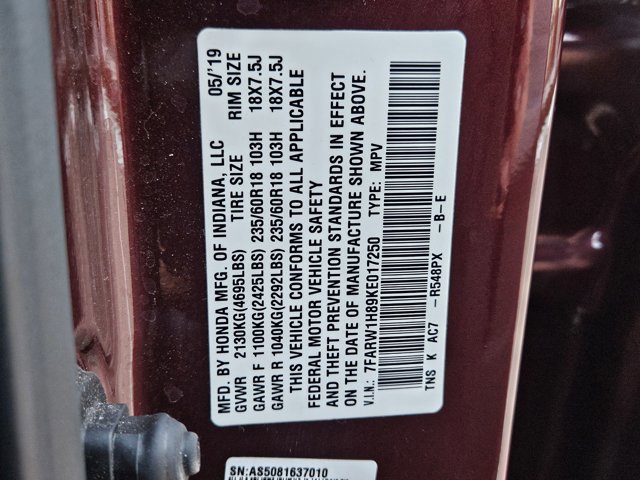 MFD. BY HONDA MFG. OF INDIANA, LLC 05/'19
GVWR 2130KG(4695LBS) TIRE SIZE RIM SIZE
GAWR F 1100KG(2425LBS) 235/60R18 103H 18X7.5J
GAWR R 1040KG(2292LBS) 235/60R18 103H 18X7.5J
THIS VEHICLE CONFORMS TO ALL APPLICABLE
FEDERAL MOTOR VEHICLE SAFETY
AND THEFT PREVENTION STANDARDS IN EFFECT
ON THE DATE OF MANUFACTURE SHOWN ABOVE.
V.I.N.: 7FARW1H89KE017250 TYPE: MPV
TNS K AC7 -R548PX -B-E
SN:AS5081637010